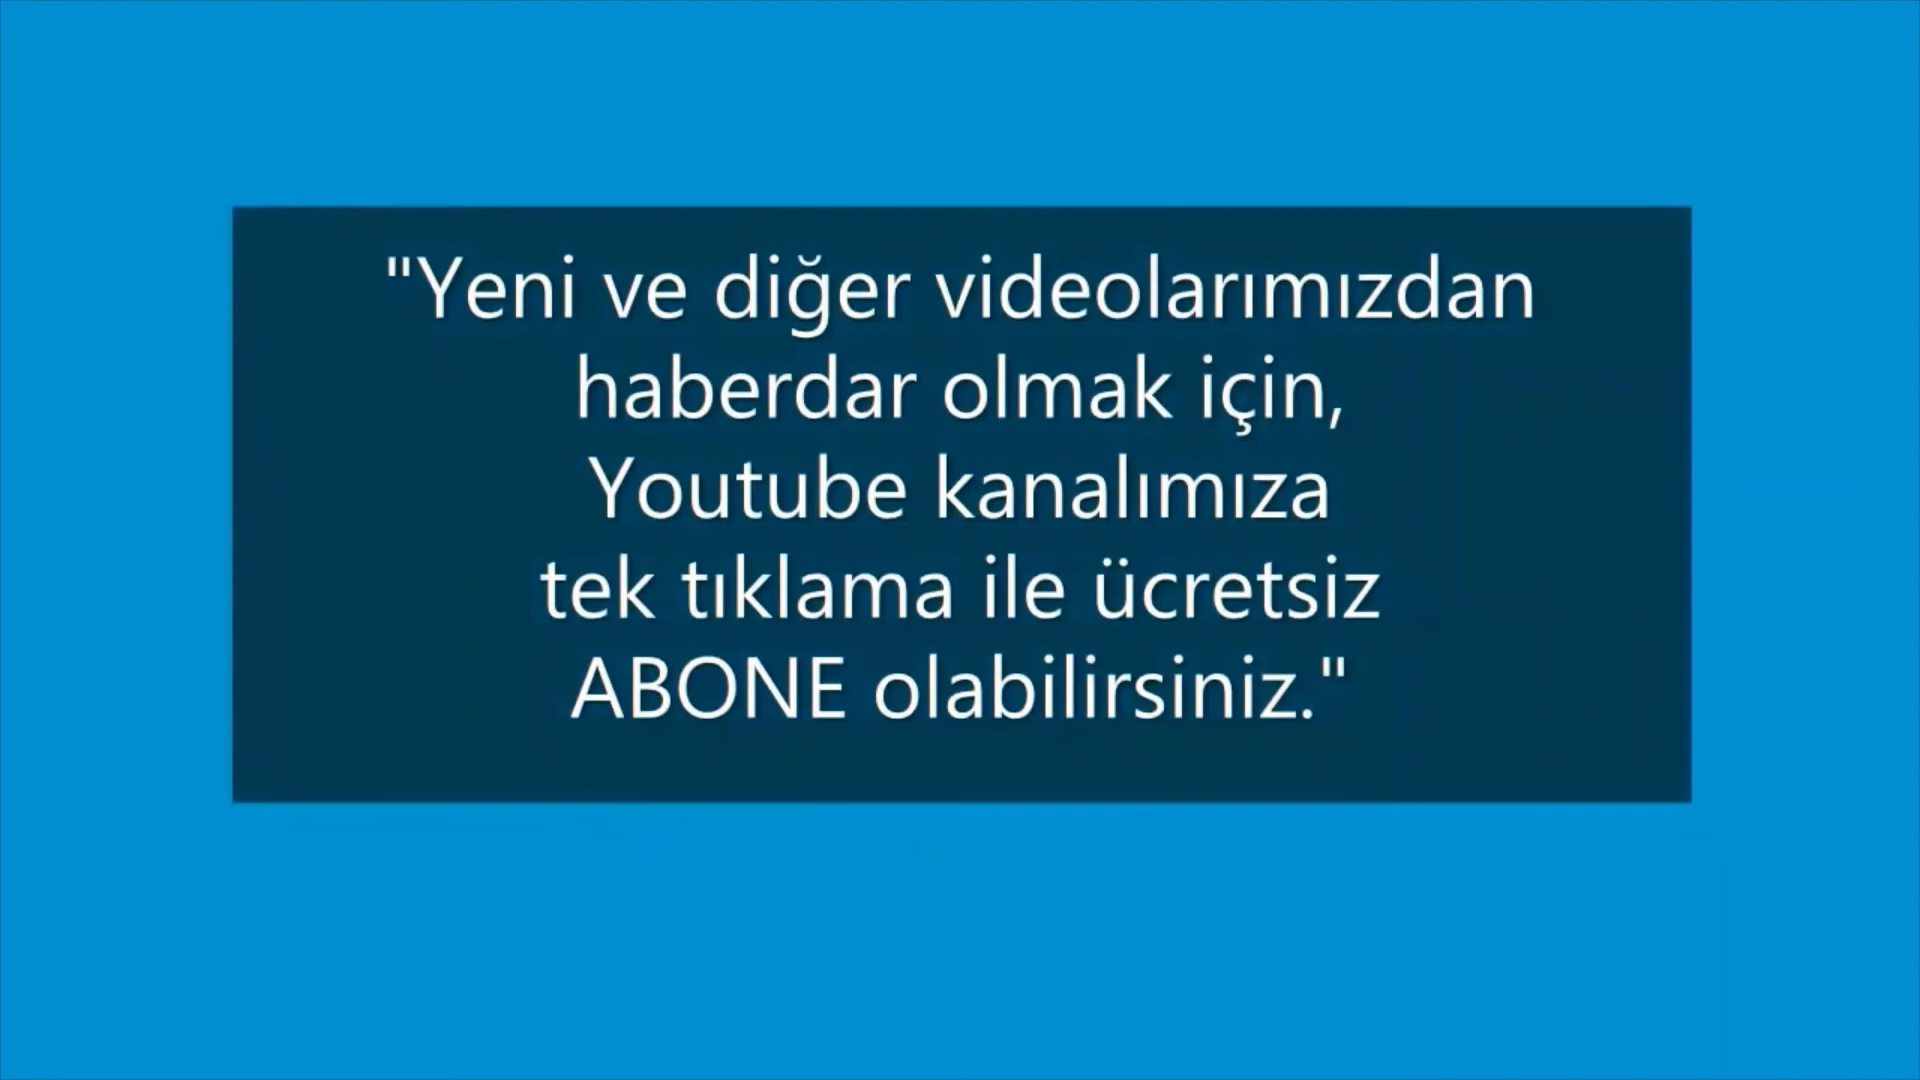 "Yeni ve diğer videolarımızdan
haberdar olmak için,
Youtube kanalımıza
tek tıklama ile ücretsiz
ABONE olabilirsiniz."